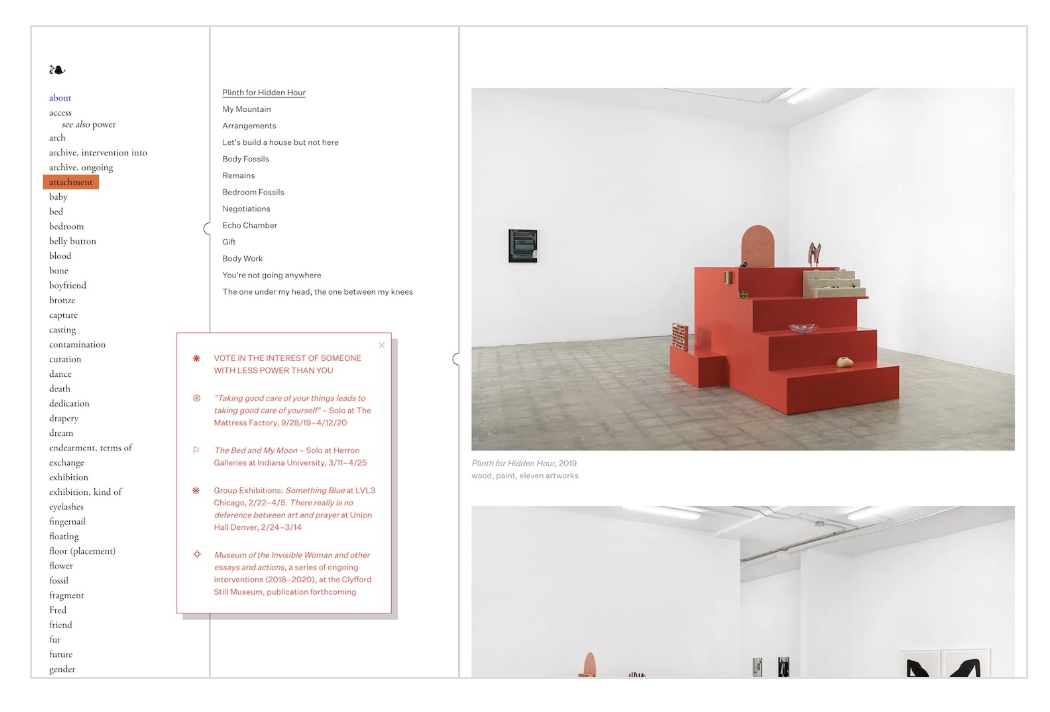 about
access
see also power
arch
archive, intervention into
archive, ongoing
attachment
baby
bed
bedroom
belly button
blood
bone
boyfriend
bronze
capture
casting
contamination
curation
dance
death
dedication
drapery
dream
endearment, terms of
exchange
exhibition
exhibition, kind of
eyelashes
fingernail
floating
floor (placement)
flower
fossil
fragment
Fred
friend
fur
future
gender
Plinth for Hidden Hour
My Mountain
Arrangements
Let's build a house but not here
Body Fossils
Remains
Bedroom Fossils
Negotiations
Echo Chamber
Gift
Body Work
You're not going anywhere
The one under my head, the one between my knees
VOTE IN THE INTEREST OF SOMEONE
WITH LESS POWER THAN YOU
"Taking good care of your things leads to
taking good care of yourself" – Solo at The
Mattress Factory, 9/28/19–4/12/20
The Bed and My Moon – Solo at Herron
Galleries at Indiana University, 3/11–4/25
Group Exhibitions: Something Blue at LVL3
Chicago, 2/22–4/5. There really is no
deference between art and prayer at Union
Hall Denver, 2/24–3/14
Museum of the Invisible Woman and other
essays and actions, a series of ongoing
interventions (2018–2020), at the Clyfford
Still Museum, publication forthcoming
Plinth for Hidden Hour, 2019
wood, paint, eleven artworks